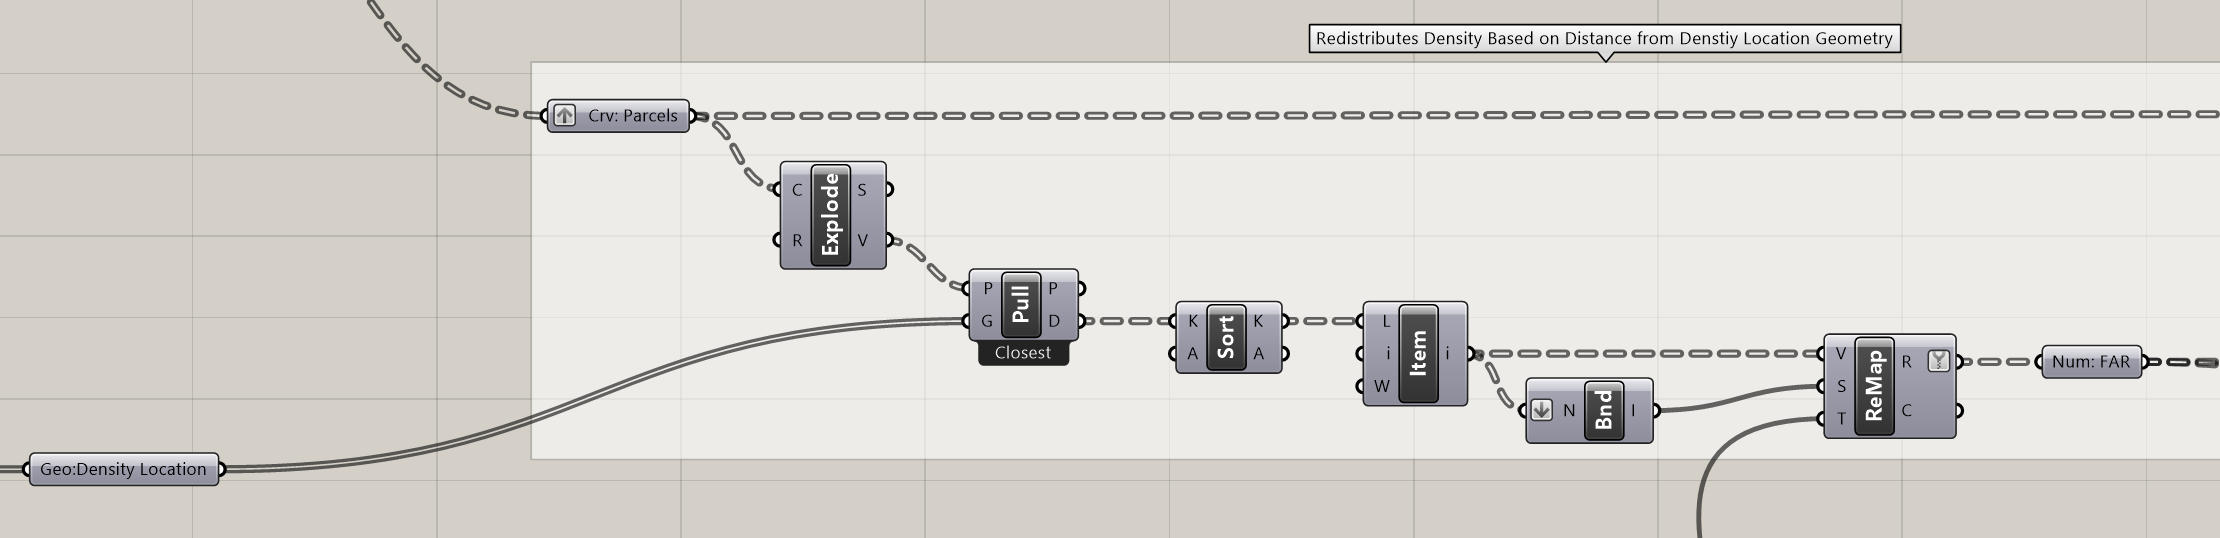 Redistributes Density Based on Distance from Denstiy Location Geometry
Crv: Parcels
C
R
Explode
S
V
P
G
Pull
P
D
Closest
K
A
Sort
K
A
L
i
W
Item
i
N
Bnd
I
V
S
T
ReMap
R
C
Num: FAR
Geo:Density Location